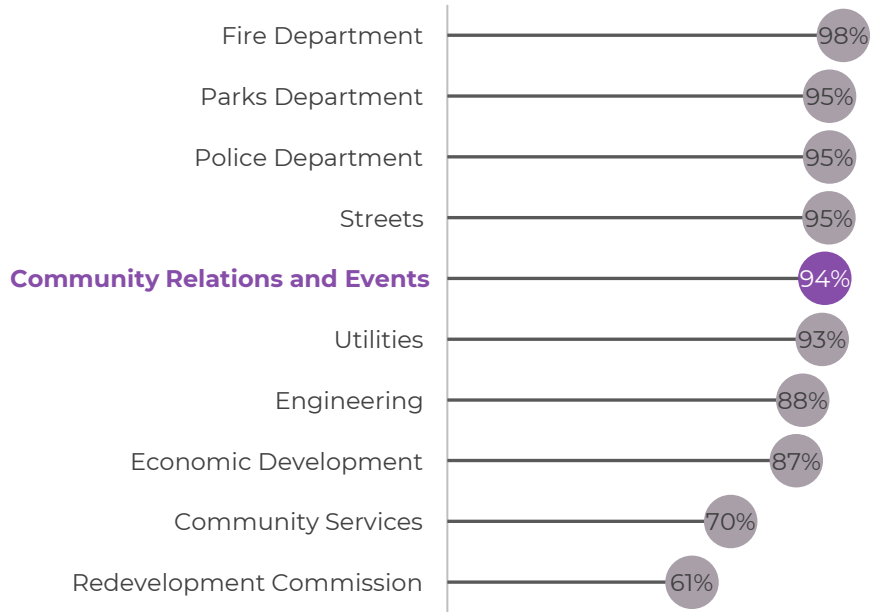 Fire Department 98%
Parks Department 95%
Police Department 95%
Streets 95%
Community Relations and Events 94%
Utilities 93%
Engineering 88%
Economic Development 87%
Community Services 70%
Redevelopment Commission 61%